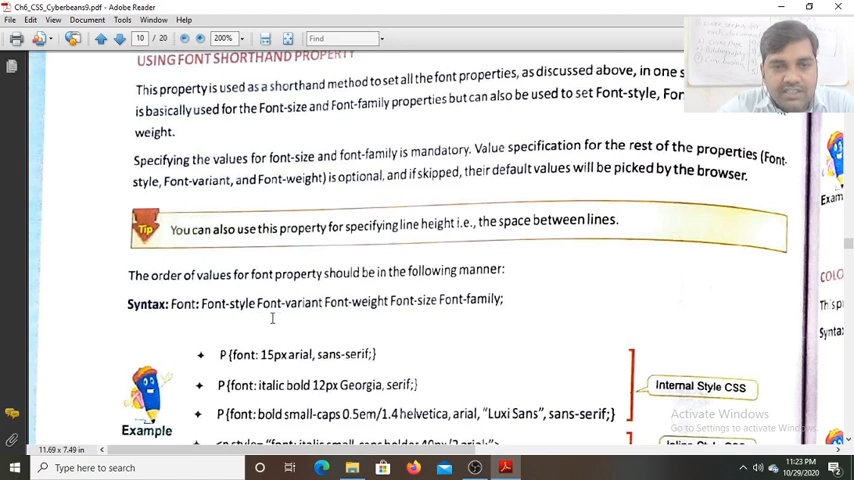 Ch6_CSS_Cyberbeans9.pdf - Adobe Reader
File Edit View Document Tools Window Help
10 / 20 200% Find
USING FONT SHORTHAND PROPERTY
This property is used as a shorthand method to set all the font properties, as discussed above, in one s
is basically used for the Font-size and Font-family properties but can also be used to set Font-style, Fon
weight.
Specifying the values for font-size and font-family is mandatory. Value specification for the rest of the properties (Font-
style, Font-variant, and Font-weight) is optional, and if skipped, their default values will be picked by the browser.
Tip You can also use this property for specifying line height i.e., the space between lines.
The order of values for font property should be in the following manner:
Syntax: Font: Font-style Font-variant Font-weight Font-size Font-family;
P{font: 15px arial, sans-serif;}
P{font: italic bold 12px Georgia, serif;}
P{font: bold small-caps 0.5em/1.4 helvetica, arial, "Luxi Sans", sans-serif;}
Internal Style CSS
Example
Exam
COLO
This p
Synta
Activate Windows
Go to Settings to activate Windows.
11.69 x 7.49 in
Type here to search
11:23 PM
10/29/2020
2